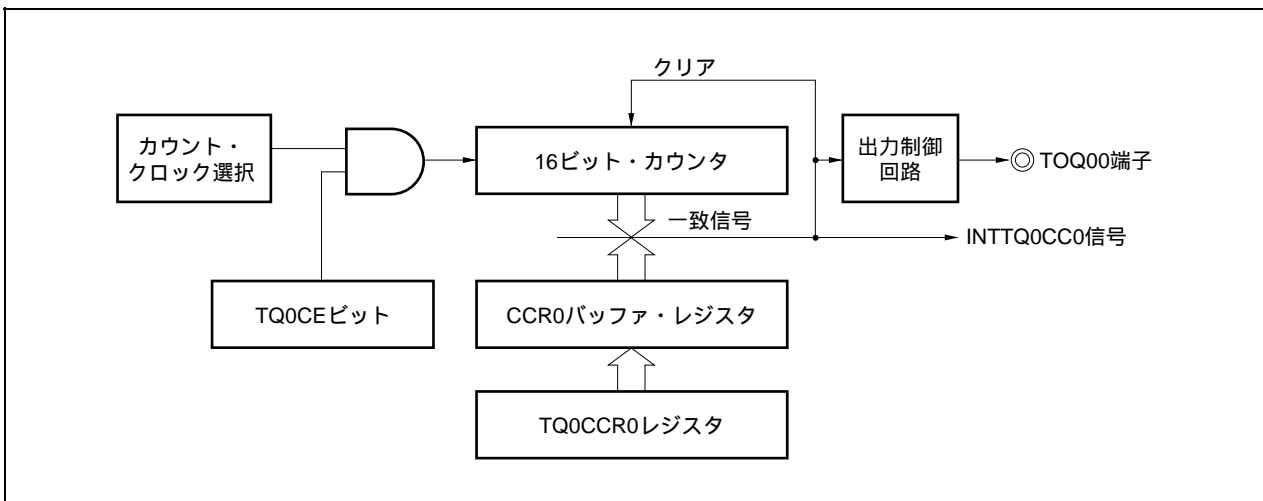 クリア
カウント・
クロック選択
16ビット・カウンタ
出力制御
回路
TOQ00端子
一致信号
INTTQ0CC0信号
TQ0CEビット
CCR0バッファ・レジスタ
TQ0CCR0レジスタ